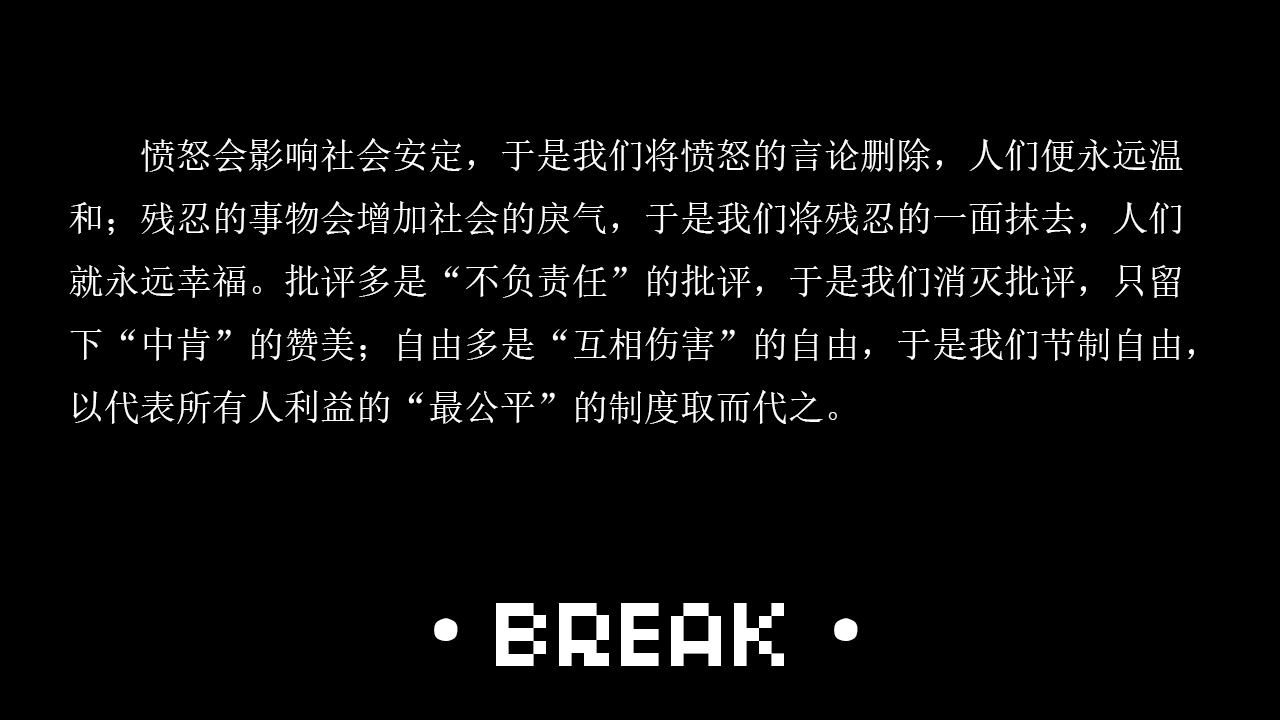 愤怒会影响社会安定，于是我们将愤怒的言论删除，人们便永远温
和；残忍的事物会增加社会的戾气，于是我们将残忍的一面抹去，人们
就永远幸福。批评多是“不负责任”的批评，于是我们消灭批评，只留
下“中肯”的赞美；自由多是“互相伤害”的自由，于是我们节制自由，
以代表所有人利益的“最公平”的制度取而代之。
• BREAK •